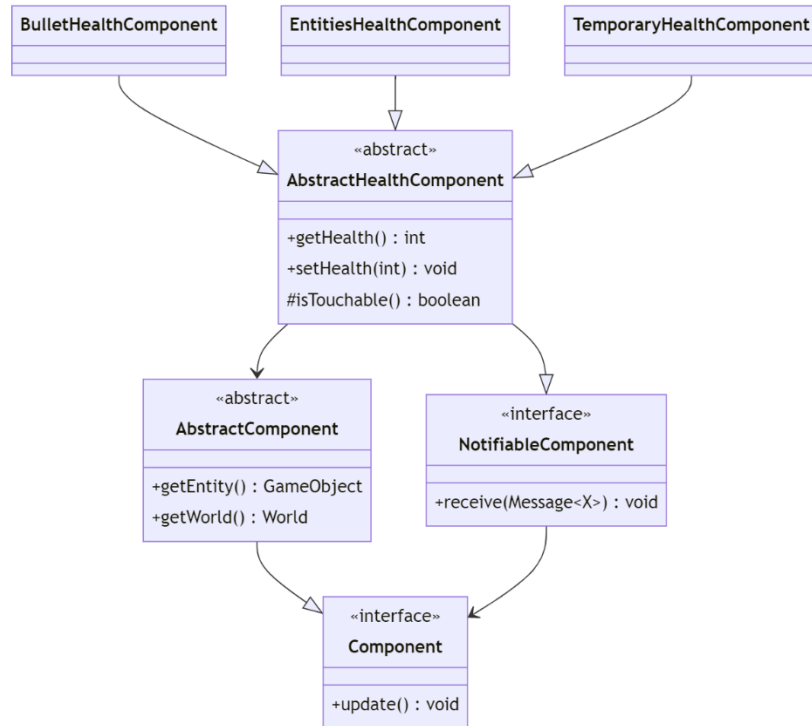 BulletHealthComponent
EntitiesHealthComponent
TemporaryHealthComponent
«abstract»
AbstractHealthComponent
+getHealth() : int
+setHealth(int) : void
#isTouchable() : boolean
«abstract»
AbstractComponent
+getEntity() : GameObject
+getWorld() : World
«interface»
NotifiableComponent
+receive(Message<X>) : void
«interface»
Component
+update() : void